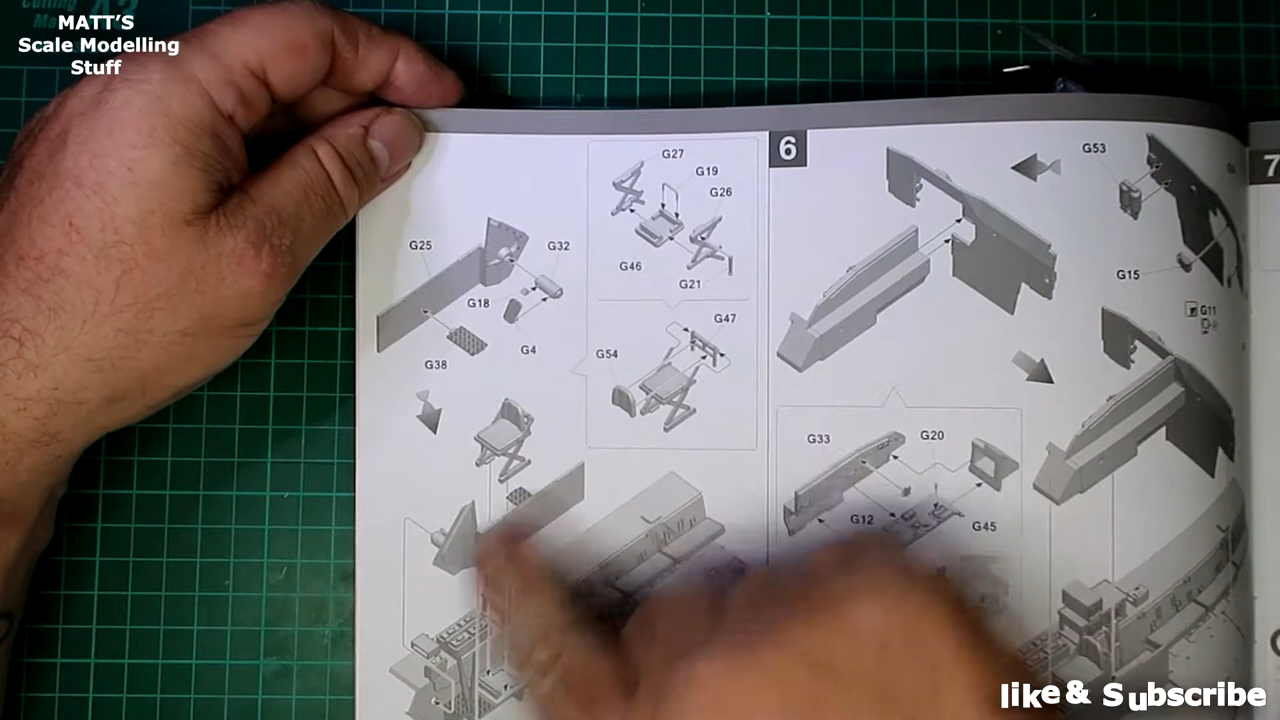 MATT'S
Scale Modelling
Stuff
6
7
G27
G19
G26
G46
G21
G25
G32
G18
G4
G38
G47
G54
G53
G15
G11
G33
G20
G12
G45
like & Subscribe